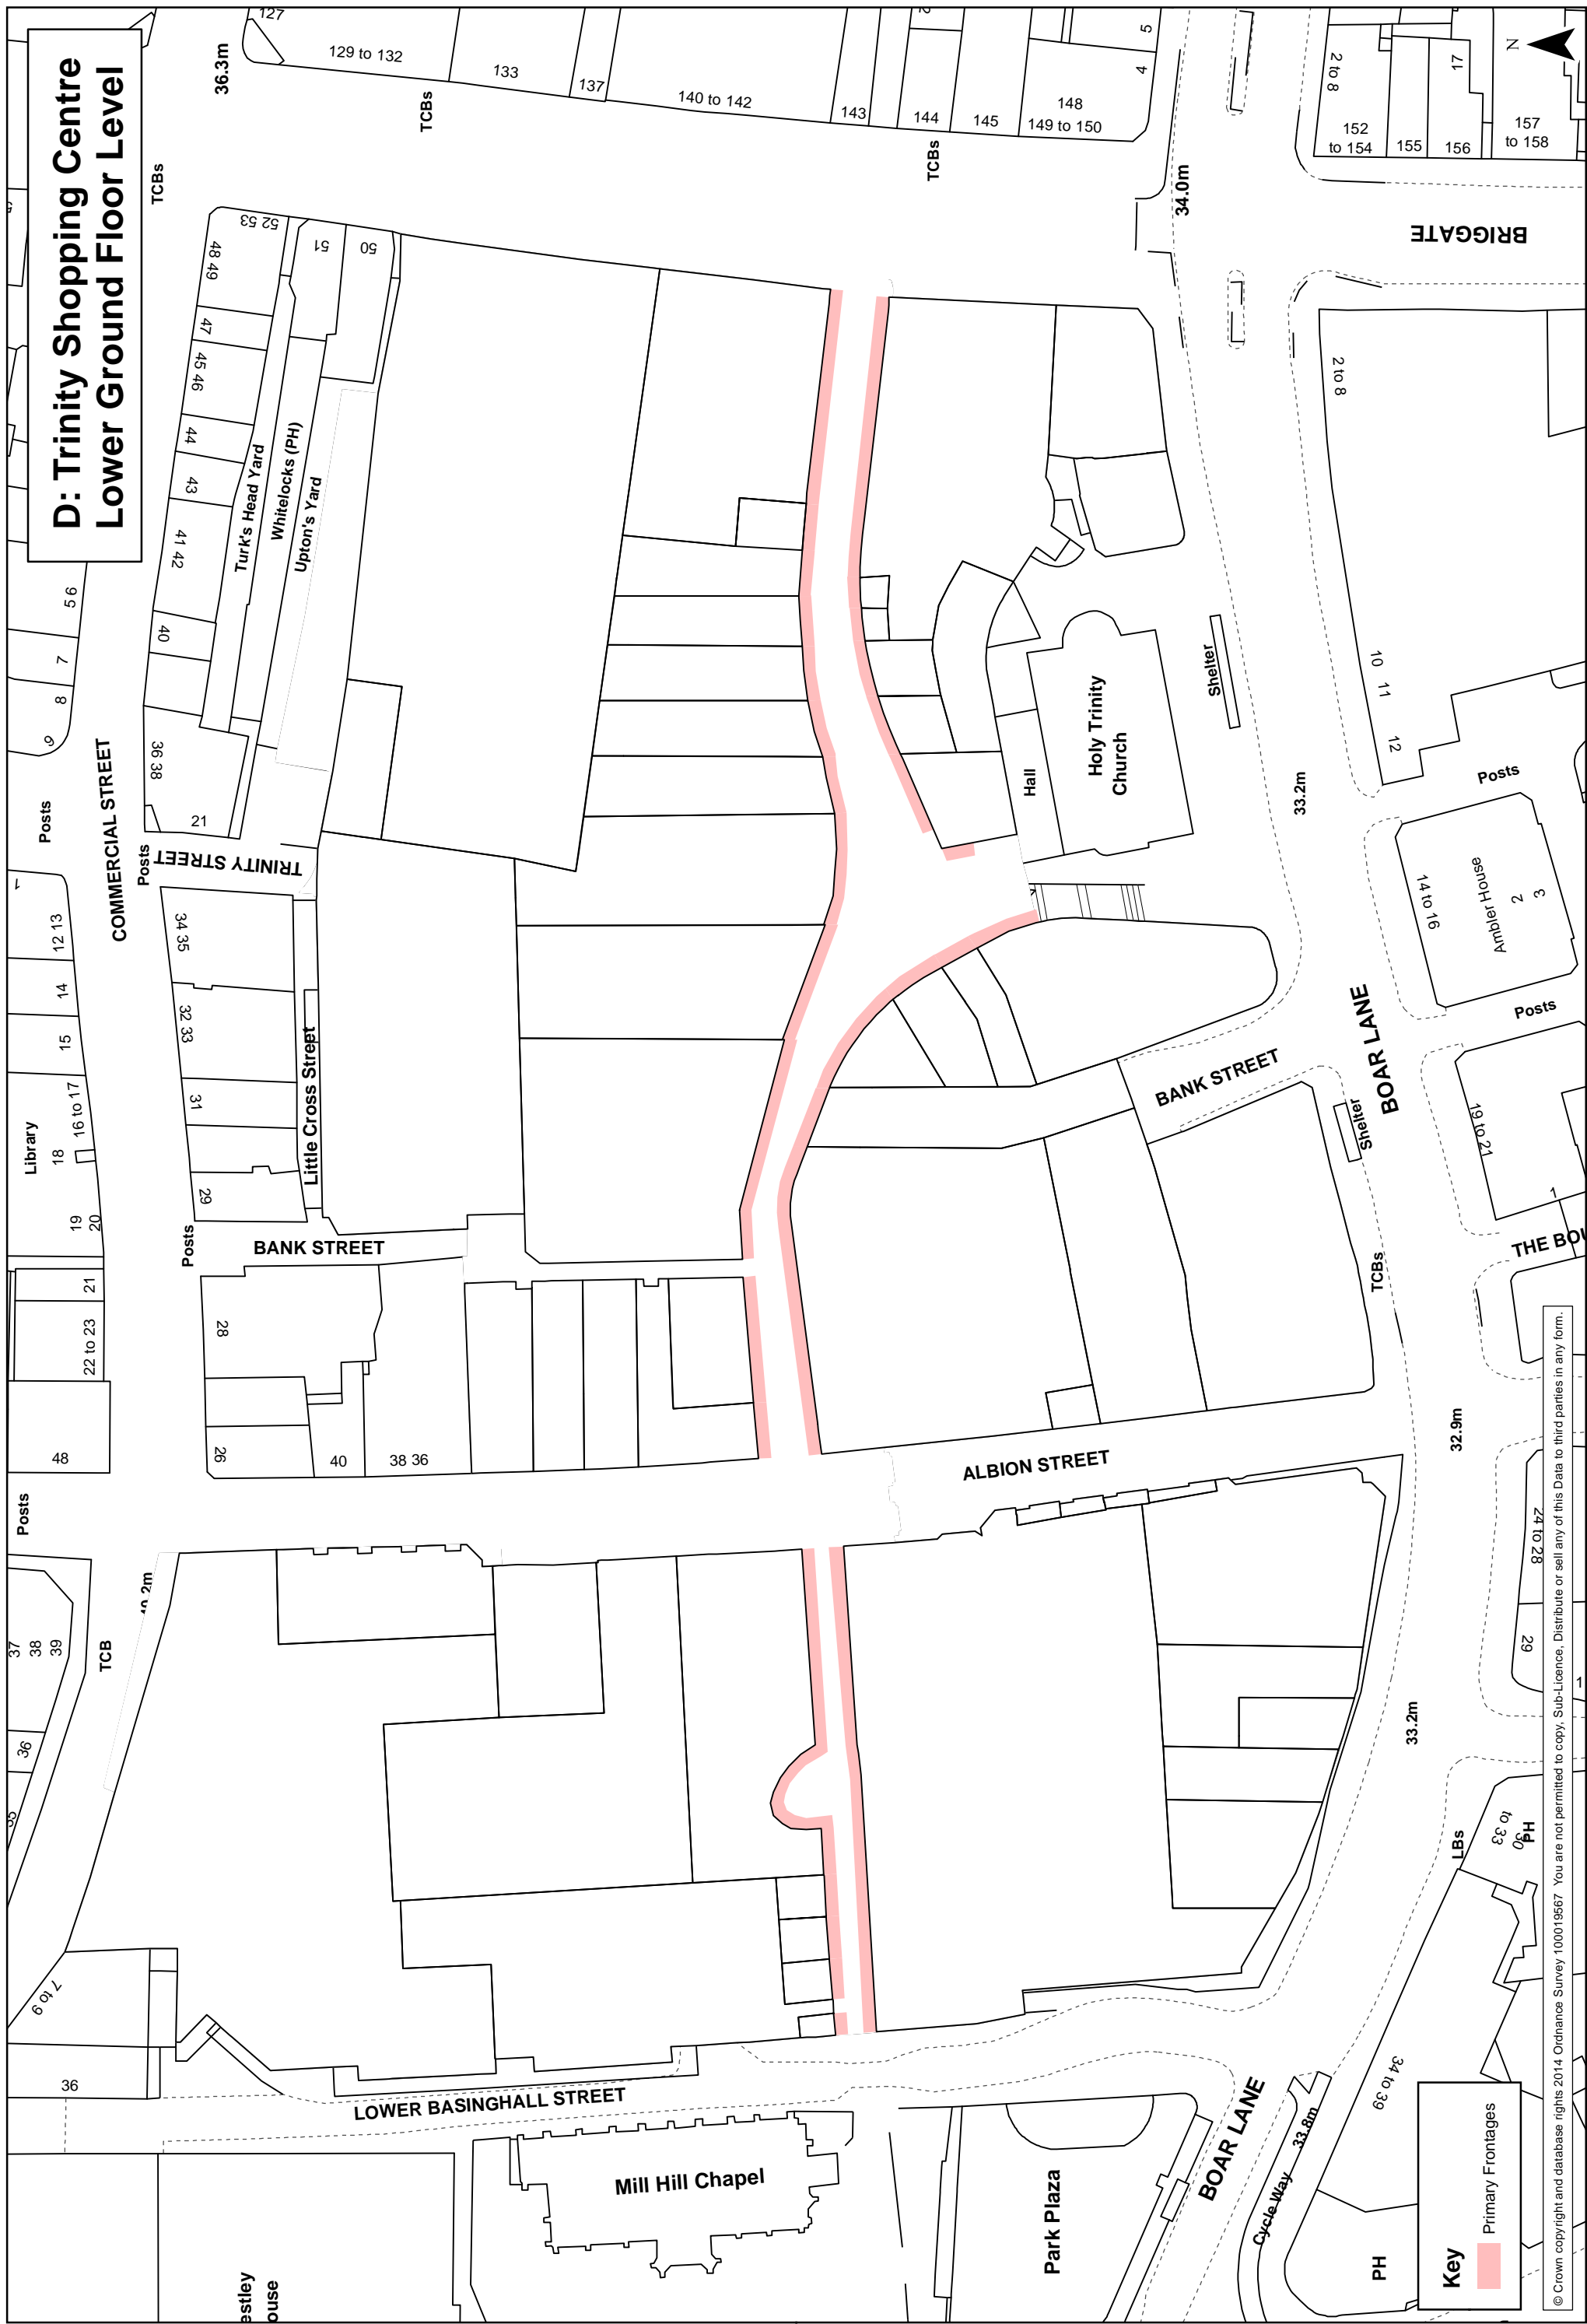 D: Trinity Shopping Centre
Lower Ground Floor Level
127
129 to 132
133
137
140 to 142
143
144
145
148
149 to 150
4
5
36.3m
TCBs
TCBs
TCBs
34.0m
2 to 8
152
to 154
155
156
17
157
to 158
N
BRIGGATE
52 53
51
50
48 49
47
45 46
44
43
41 42
40
36 38
21
Turk's Head Yard
Whitelocks (PH)
Upton's Yard
5 6
7
8
9
Posts
COMMERCIAL STREET
Posts
TRINITY STREET
1
12 13
14
15
16 to 17
18
Library
19
20
21
22 to 23
48
Posts
34 35
32 33
31
29
Little Cross Street
Posts
BANK STREET
28
26
40
38 36
Hall
Holy Trinity
Church
Shelter
2 to 8
10
11
12
33.2m
Posts
14 to 16
Ambler House
2
3
Posts
BOAR LANE
BANK STREET
Shelter
19 to 21
1
THE BOU
TCBs
32.9m
ALBION STREET
24 to 28
29
1
33.2m
37
38
39
TCB
36
7 to 9
36
LBs
30
to 33
PH
34 to 39
LOWER BASINGHALL STREET
Mill Hill Chapel
Park Plaza
BOAR LANE
Cycle Way
33.8m
PH
estley
ouse
Key
Primary Frontages
© Crown copyright and database rights 2014 Ordnance Survey 100019567 You are not permitted to copy, Sub-Licence, Distribute or sell any of this Data to third parties in any form.